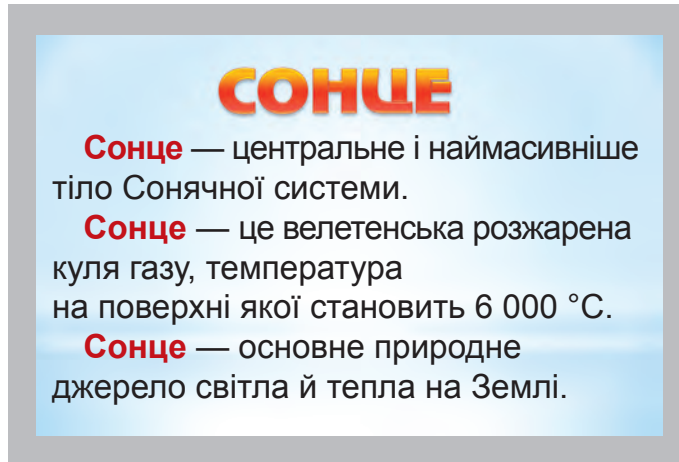 СОНЦЕ
Сонце — центральне і наймасивніше
тіло Сонячної системи.
Сонце — це велетенська розжарена
куля газу, температура
на поверхні якої становить 6 000 °С.
Сонце — основне природне
джерело світла й тепла на Землі.